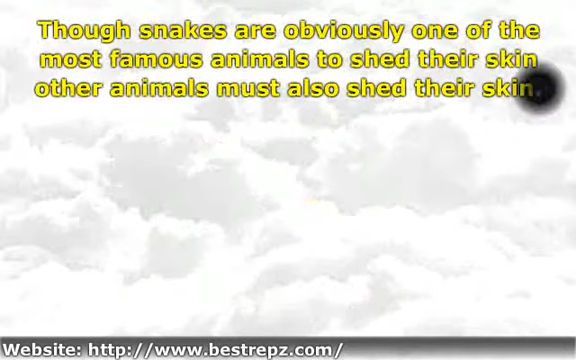 Though snakes are obviously one of the
most famous animals to shed their skin
other animals must also shed their skin.
Website: http://www.bestrepz.com/